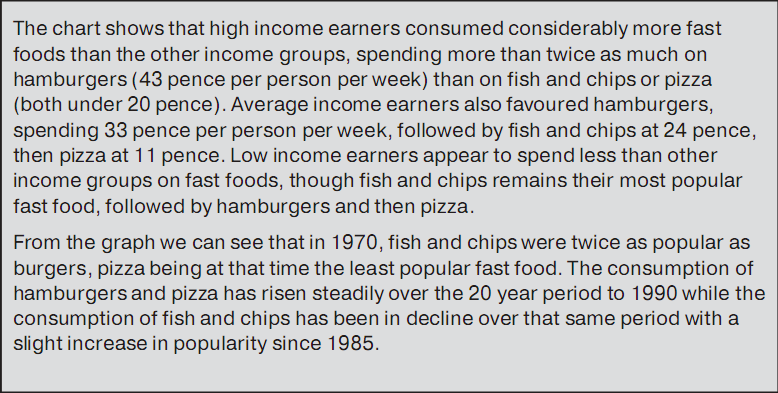 The chart shows that high income earners consumed considerably more fast
foods than the other income groups, spending more than twice as much on
hamburgers (43 pence per person per week) than on fish and chips or pizza
(both under 20 pence). Average income earners also favoured hamburgers,
spending 33 pence per person per week, followed by fish and chips at 24 pence,
then pizza at 11 pence. Low income earners appear to spend less than other
income groups on fast foods, though fish and chips remains their most popular
fast food, followed by hamburgers and then pizza.
From the graph we can see that in 1970, fish and chips were twice as popular as
burgers, pizza being at that time the least popular fast food. The consumption of
hamburgers and pizza has risen steadily over the 20 year period to 1990 while the
consumption of fish and chips has been in decline over that same period with a
slight increase in popularity since 1985.